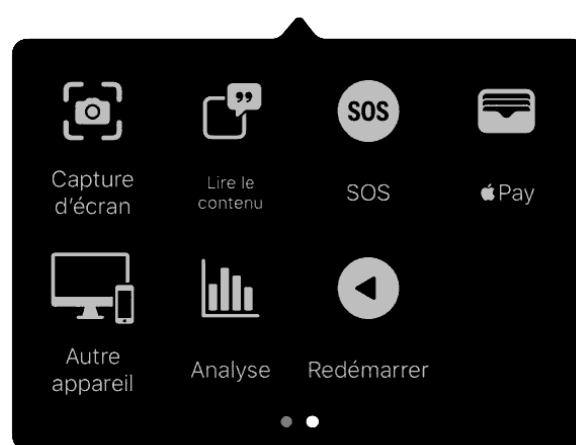 SOS
Capture
d'écran
Lire le
contenu
SOS
Pay
Autre
appareil
Analyse
Redémarrer